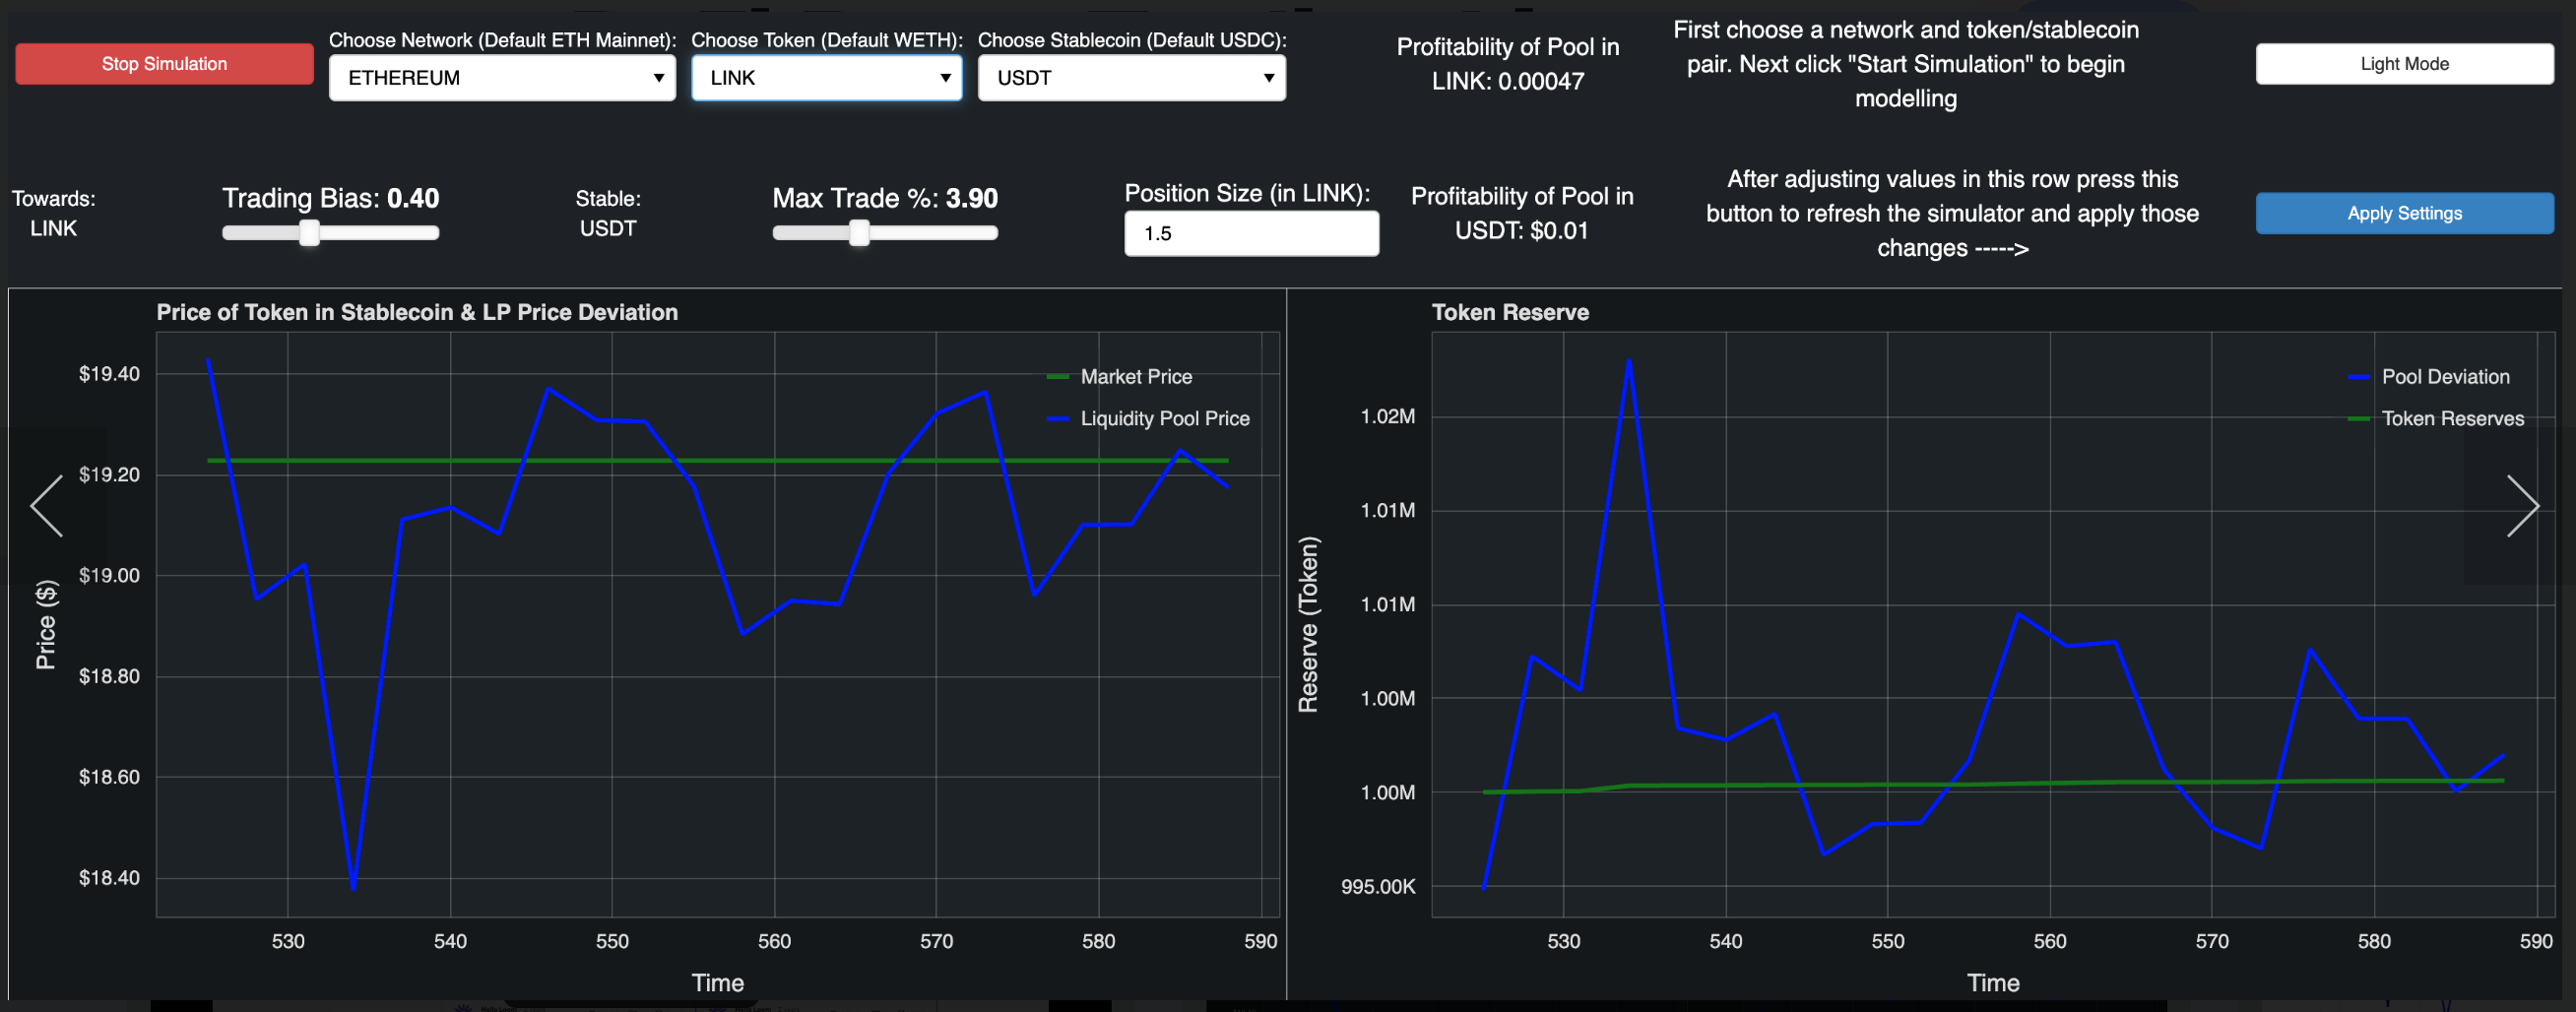 Stop Simulation
Choose Network (Default ETH Mainnet):
ETHEREUM
Choose Token (Default WETH):
LINK
Choose Stablecoin (Default USDC):
USDT
Profitability of Pool in
LINK: 0.00047
First choose a network and token/stablecoin
pair. Next click "Start Simulation" to begin
modelling
Light Mode
Towards:
LINK
Trading Bias: 0.40
Stable:
USDT
Max Trade %: 3.90
Position Size (in LINK):
1.5
Profitability of Pool in
USDT: $0.01
After adjusting values in this row press this
button to refresh the simulator and apply those
changes ----->
Apply Settings
Price of Token in Stablecoin & LP Price Deviation
Market Price
Liquidity Pool Price
Price ($)
$19.40
$19.20
$19.00
$18.80
$18.60
$18.40
530
540
550
560
570
580
590
Time
Token Reserve
Pool Deviation
Token Reserves
Reserve (Token)
1.02M
1.01M
1.01M
1.00M
1.00M
995.00K
530
540
550
560
570
580
590
Time